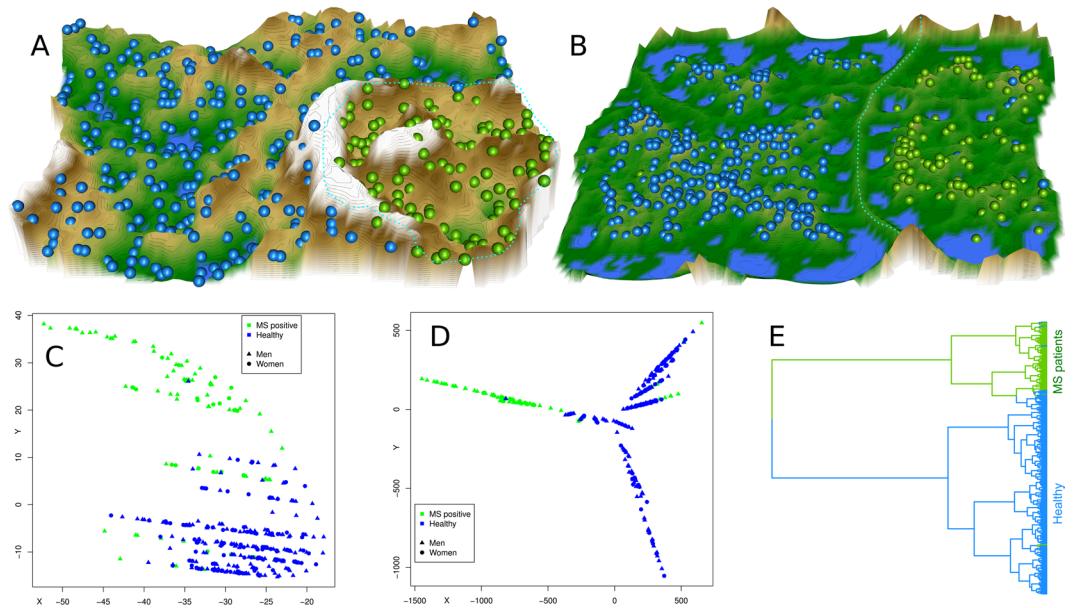 A
B
C
MS positive
Healthy
Men
Women
Y
40
30
20
10
0
−10
X
−50
−45
−40
−35
−30
−25
−20
D
MS positive
Healthy
Men
Women
Y
500
0
−500
−1000
−1500
X
−1000
−500
0
500
E
MS patients
Healthy